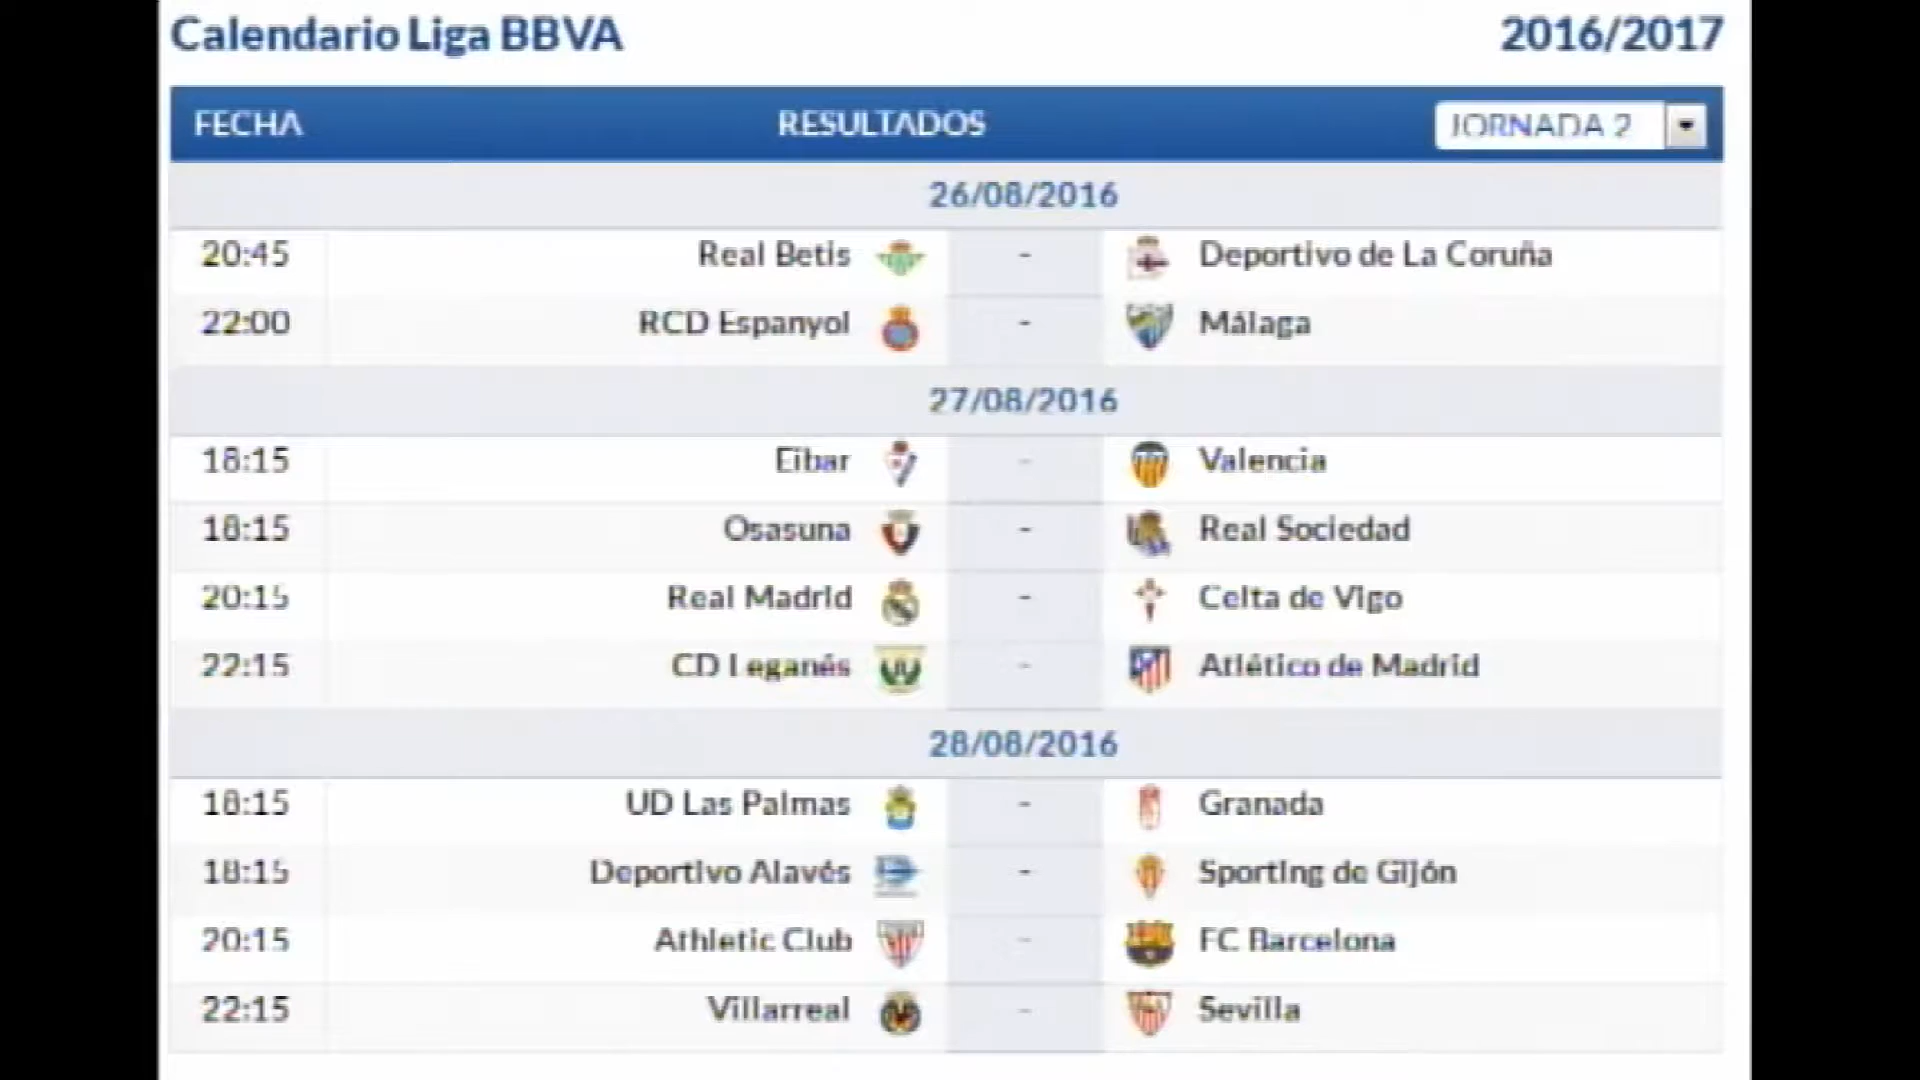 Calendario Liga BBVA 2016/2017
FECHA RESULTADOS JORNADA 2
26/08/2016
20:45 Real Betis - Deportivo de La Coruña
22:00 RCD Espanyol - Málaga
27/08/2016
18:15 Eibar - Valencia
18:15 Osasuna - Real Sociedad
20:15 Real Madrid - Celta de Vigo
22:15 CD Leganés - Atlético de Madrid
28/08/2016
18:15 UD Las Palmas - Granada
18:15 Deportivo Alavés - Sporting de Gijón
20:15 Athletic Club - FC Barcelona
22:15 Villarreal - Sevilla